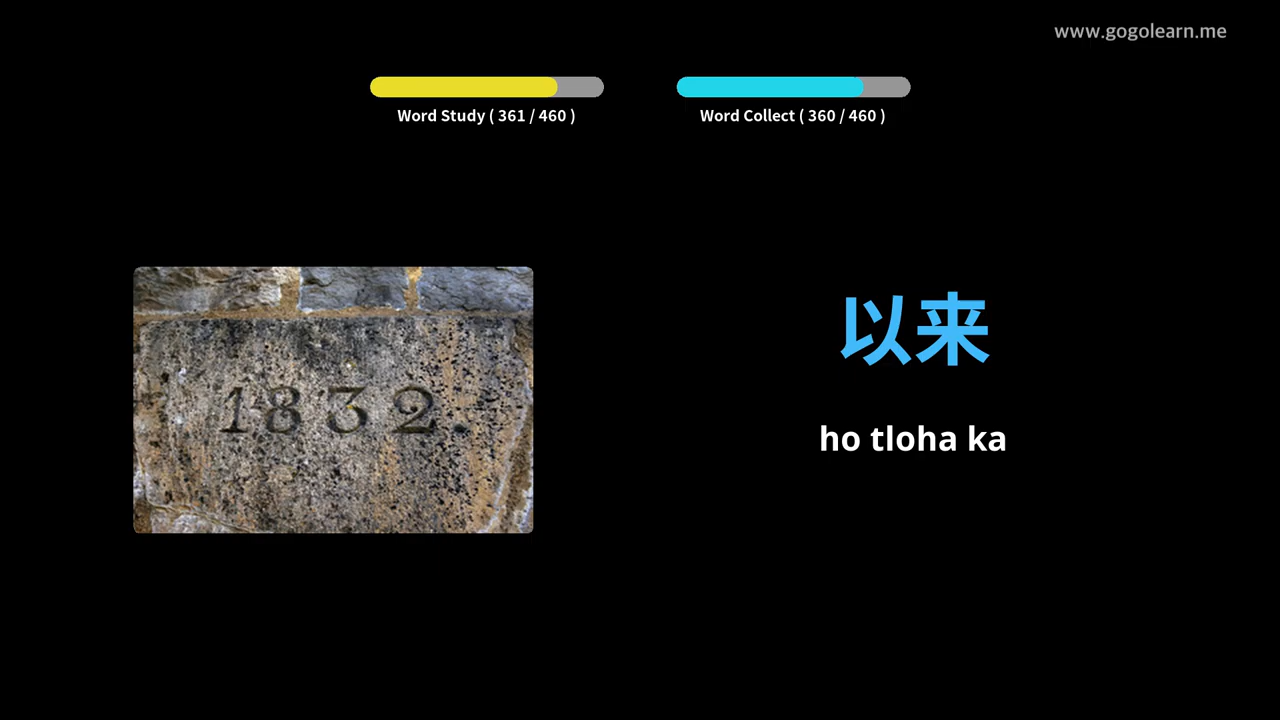 www.gogolearn.me
Word Study ( 361 / 460 )
Word Collect ( 360 / 460 )
1832.
以来
ho tloha ka